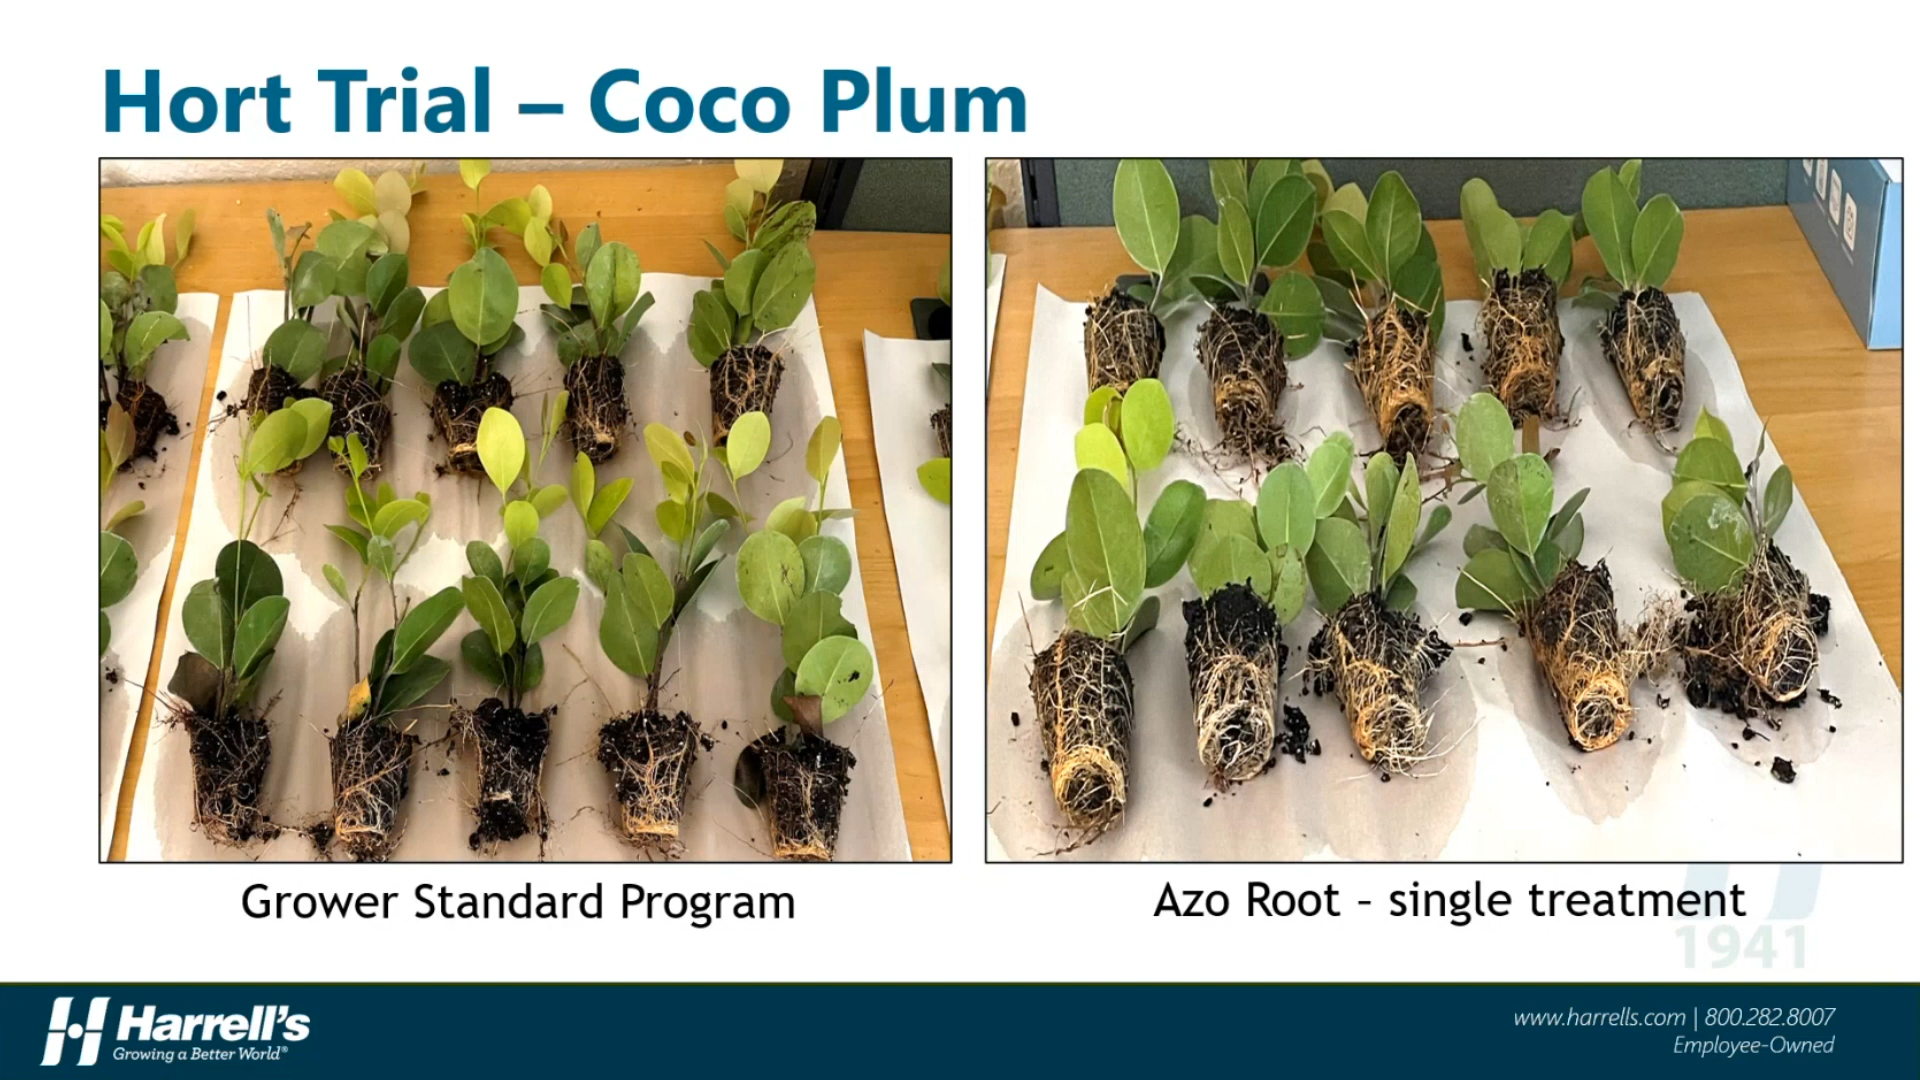 Hort Trial – Coco Plum
Grower Standard Program
Azo Root - single treatment
1941
Harrell's
Growing a Better World®
www.harrells.com | 800.282.8007
Employee-Owned